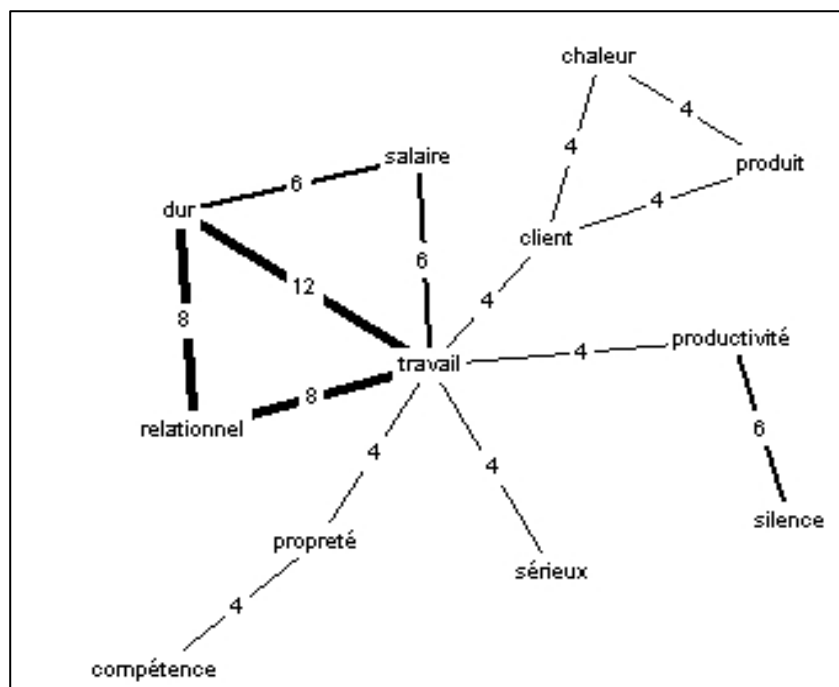 chaleur
4
4
produit
salaire
6
dur
4
client
6
12
4
8
productivité
4
travail
8
relationnel
6
4
4
silence
propreté
sérieux
4
compétence